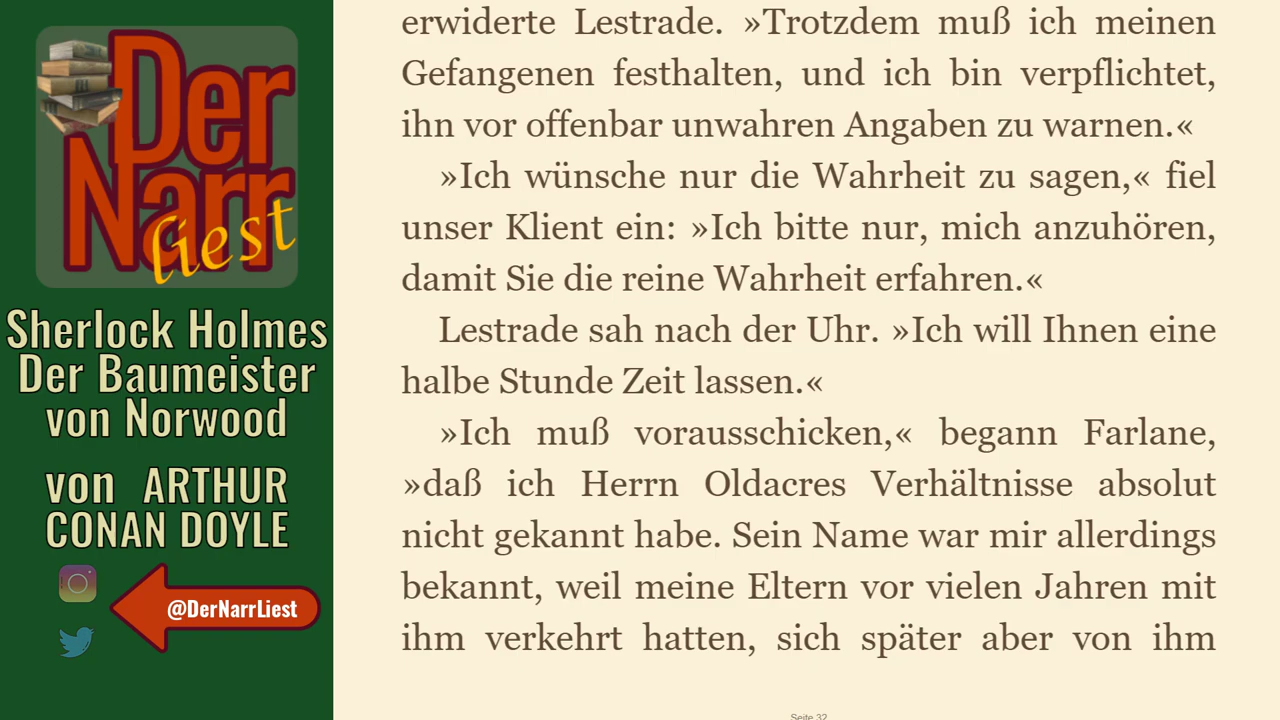 Der
Narr
liest
Sherlock Holmes
Der Baumeister
von Norwood
von ARTHUR
CONAN DOYLE
@DerNarrLiest
erwiderte Lestrade. »Trotzdem muß ich meinen
Gefangenen festhalten, und ich bin verpflichtet,
ihn vor offenbar unwahren Angaben zu warnen.«
»Ich wünsche nur die Wahrheit zu sagen,« fiel
unser Klient ein: »Ich bitte nur, mich anzuhören,
damit Sie die reine Wahrheit erfahren.«
Lestrade sah nach der Uhr. »Ich will Ihnen eine
halbe Stunde Zeit lassen.«
»Ich muß vorausschicken,« begann Farlane,
»daß ich Herrn Oldacres Verhältnisse absolut
nicht gekannt habe. Sein Name war mir allerdings
bekannt, weil meine Eltern vor vielen Jahren mit
ihm verkehrt hatten, sich später aber von ihm
Seite 32